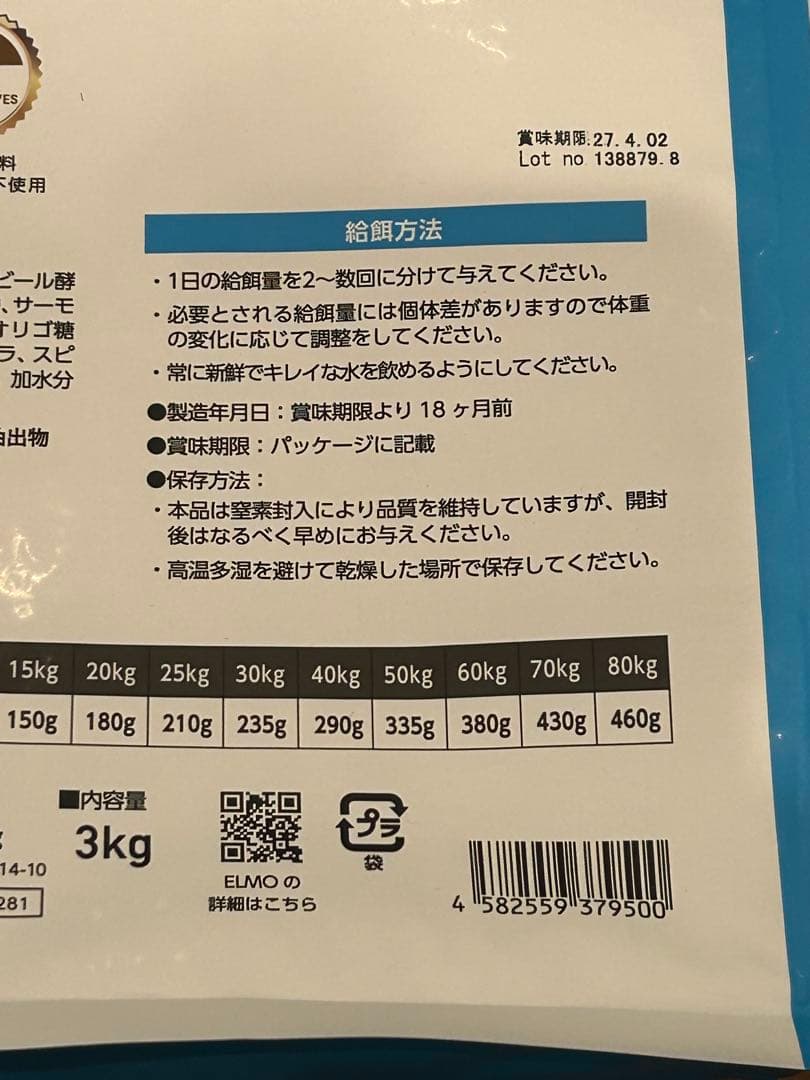 賞味期限.27.4.02
Lot no 138879.8
VES
料
不使用
給餌方法
・1日の給餌量を2〜数回に分けて与えてください。
・必要とされる給餌量には個体差がありますので体重
の変化に応じて調整をしてください。
・常に新鮮でキレイな水を飲めるようにしてください。
●製造年月日：賞味期限より 18 ヶ月前
●賞味期限：パッケージに記載
●保存方法：
・本品は窒素封入により品質を維持していますが、開封
後はなるべく早めにお与えください。
・高温多湿を避けて乾燥した場所で保存してください。
ビール酵
、サーモ
オリゴ糖
ラ、スピ
加水分
出物
15kg 20kg 25kg 30kg 40kg 50kg 60kg 70kg 80kg
150g 180g 210g 235g 290g 335g 380g 430g 460g
■内容量
3kg
14-10
281
ELMO の
詳細はこちら
プラ
袋
4 582559 379500